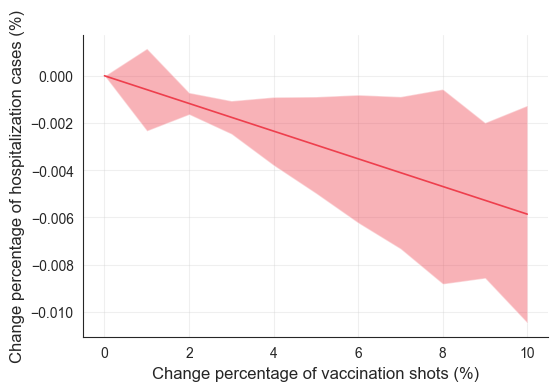 Change percentage of hospitalization cases (%)
0.000
−0.002
−0.004
−0.006
−0.008
−0.010
0 2 4 6 8 10
Change percentage of vaccination shots (%)